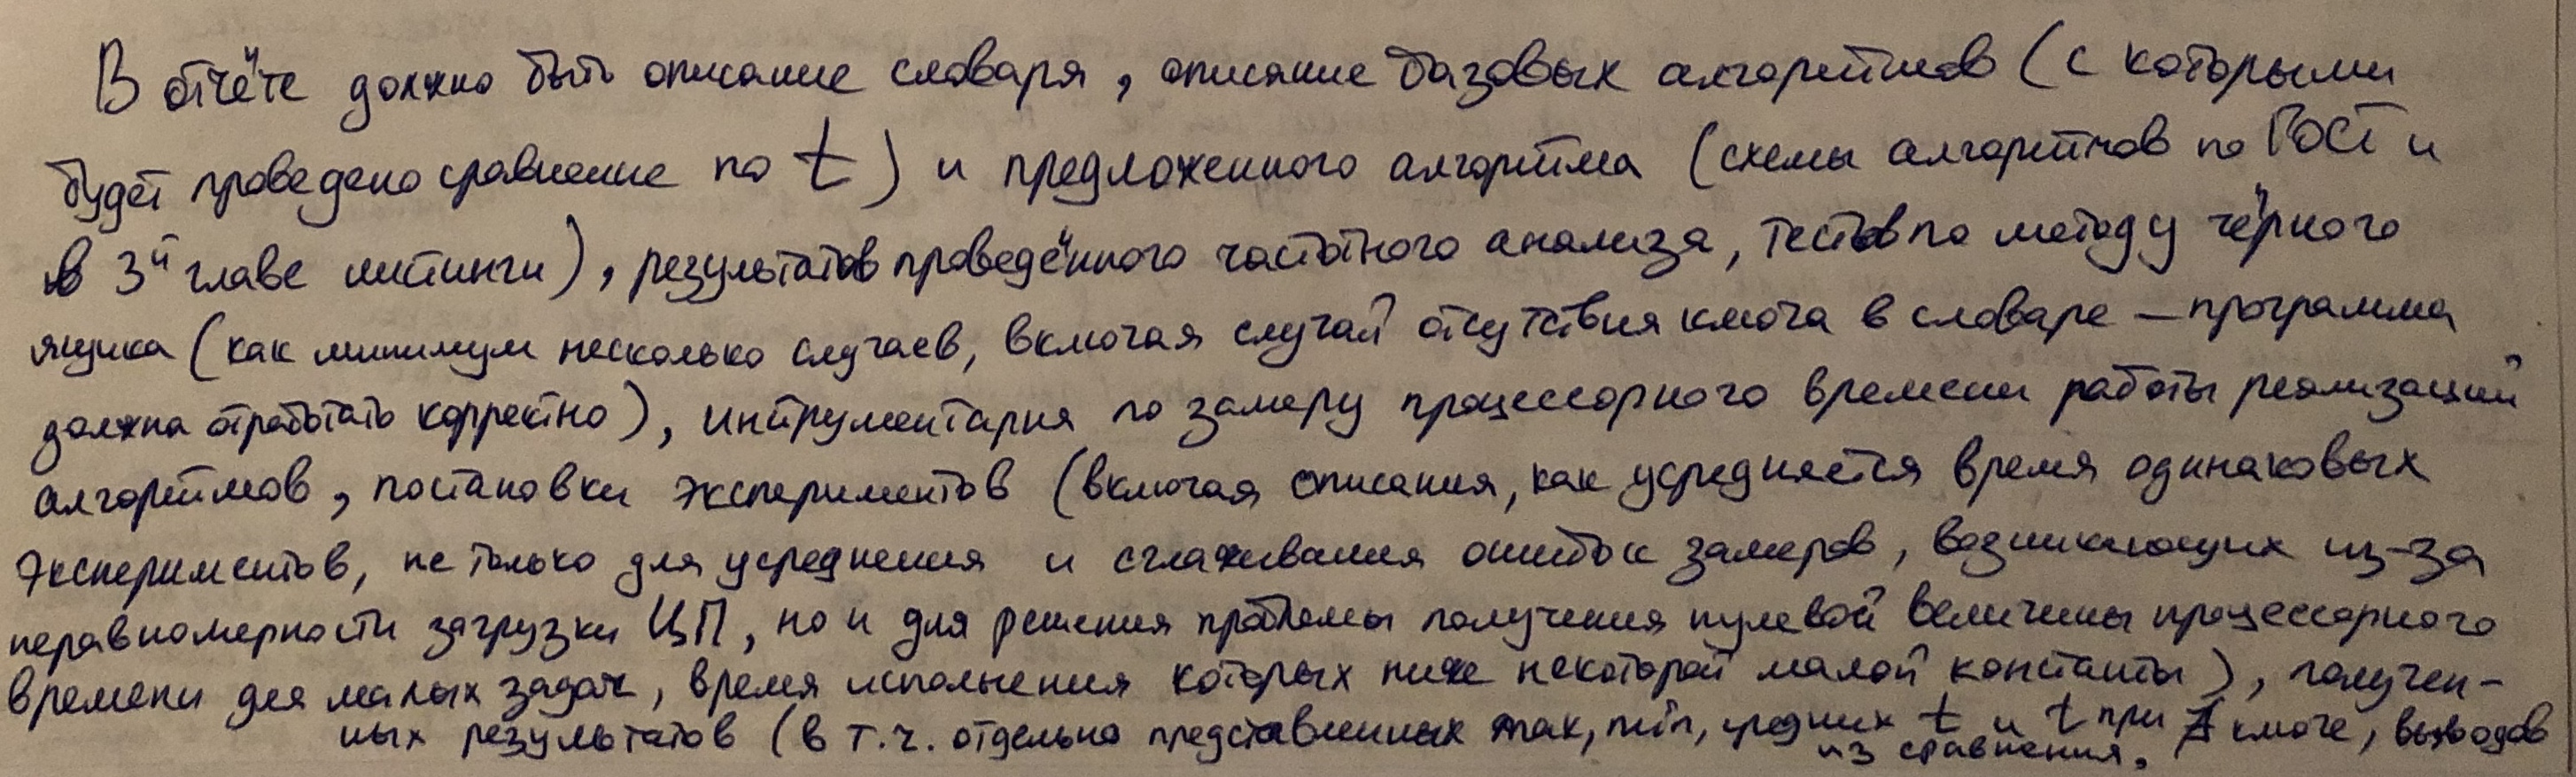 В отчёте должно быть описание словаря, описание базовых алгоритмов (с которыми
будет проведено сравнение по t) и предложенного алгоритма (схемы алгоритмов по ГОСТ и
в 3й главе листинги), результатов проведённого частотного анализа, тестов по методу чёрного
ящика (как минимум несколько случаев, включая случай отсутствия ключа в словаре – программа
должна отработать корректно), интрументария по замеру процессорного времени работы реализаций
алгоритмов, постановки экспериментов (включая описания, как усредняется время одинаковых
экспериментов, не только для усреднения и сглаживания ошибок замеров, возникающих из-за
неравномерности загрузки ЦП, но и для решения проблемы получения нулевой величины процессорного
времени для малых задач, время исполнения которых ниже некоторой малой константы), получен-
ных результатов (в т.ч. отдельно представленных max, min, средних t и t при ∄ ключе, выводов
из сравнения.